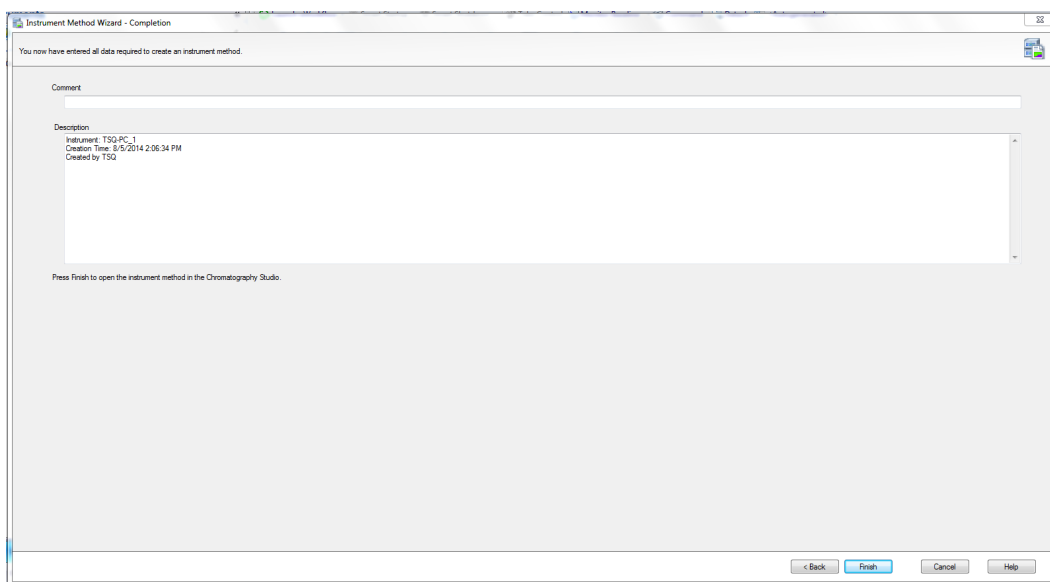 Instrument Method Wizard - Completion
You now have entered all data required to create an instrument method.
Comment
Description
Instrument: TSQ-PC_1
Creation Time: 8/5/2014 2:06:34 PM
Created by TSQ
Press Finish to open the instrument method in the Chromatography Studio.
< Back Finish Cancel Help